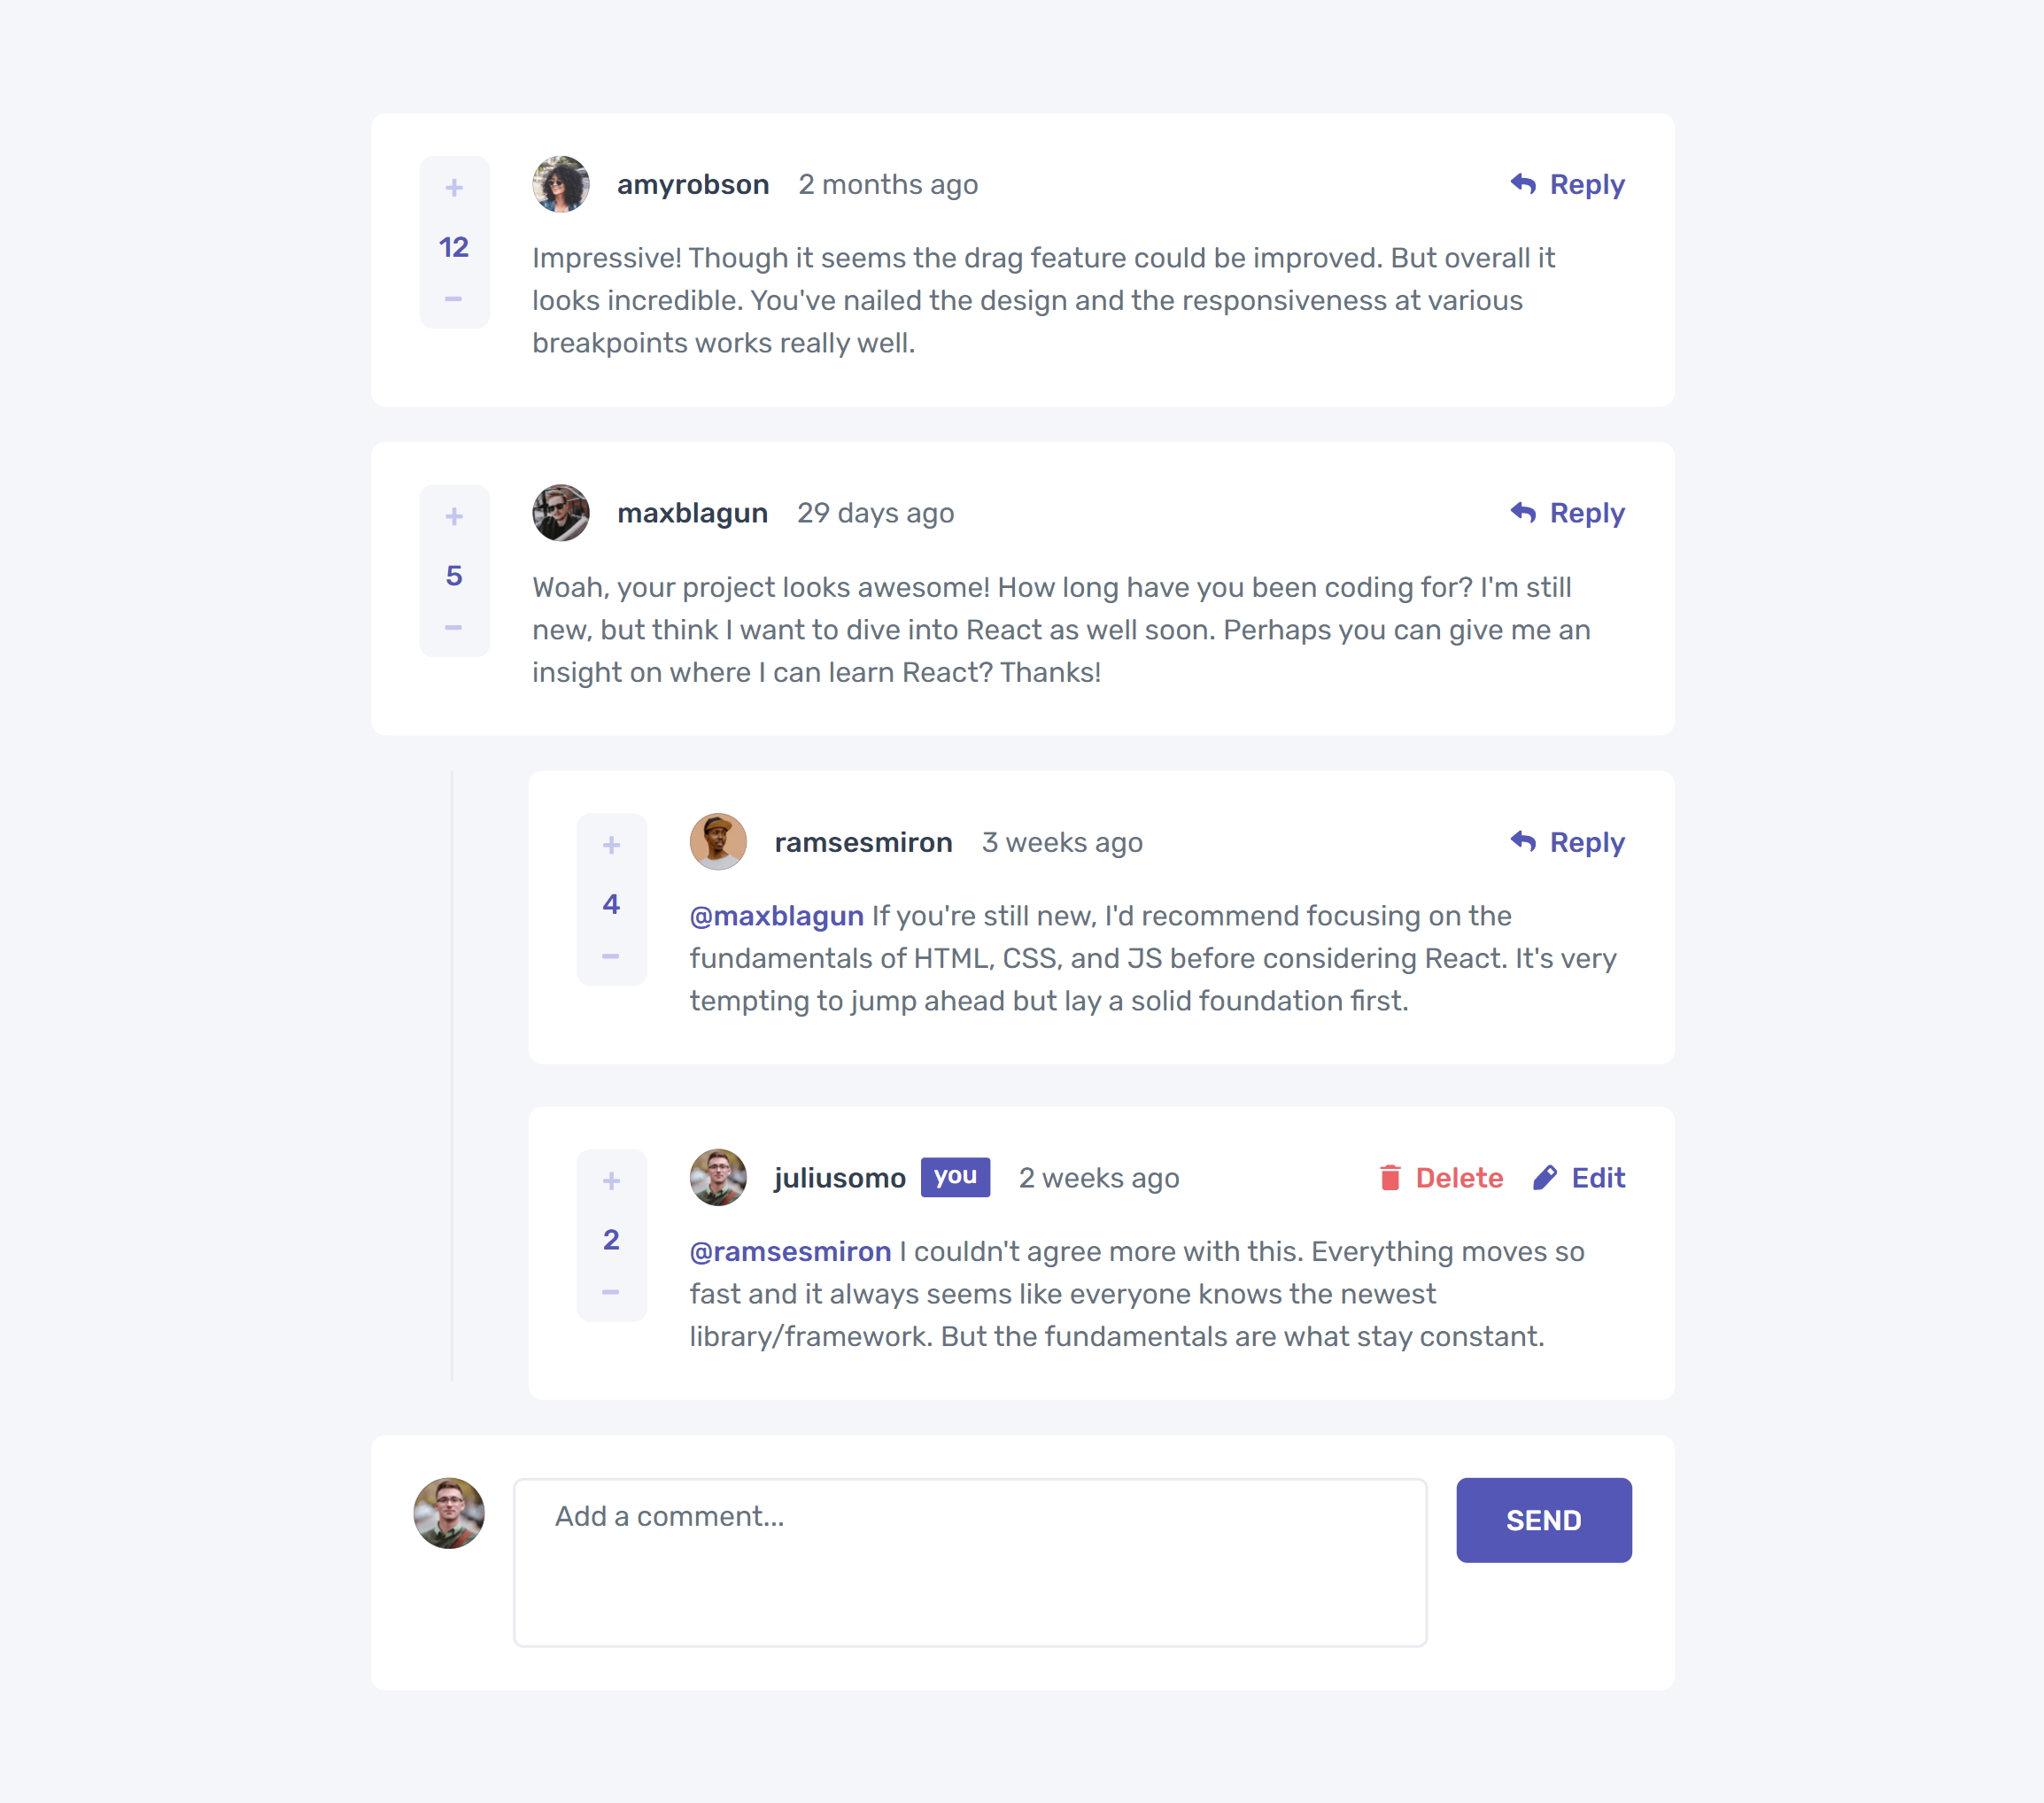 +
12
−
amyrobson 2 months ago Reply
Impressive! Though it seems the drag feature could be improved. But overall it
looks incredible. You've nailed the design and the responsiveness at various
breakpoints works really well.
+
5
−
maxblagun 29 days ago Reply
Woah, your project looks awesome! How long have you been coding for? I'm still
new, but think I want to dive into React as well soon. Perhaps you can give me an
insight on where I can learn React? Thanks!
+
4
−
ramsesmiron 3 weeks ago Reply
@maxblagun If you're still new, I'd recommend focusing on the
fundamentals of HTML, CSS, and JS before considering React. It's very
tempting to jump ahead but lay a solid foundation first.
+
2
−
juliusomo you 2 weeks ago Delete Edit
@ramsesmiron I couldn't agree more with this. Everything moves so
fast and it always seems like everyone knows the newest
library/framework. But the fundamentals are what stay constant.
Add a comment...
SEND